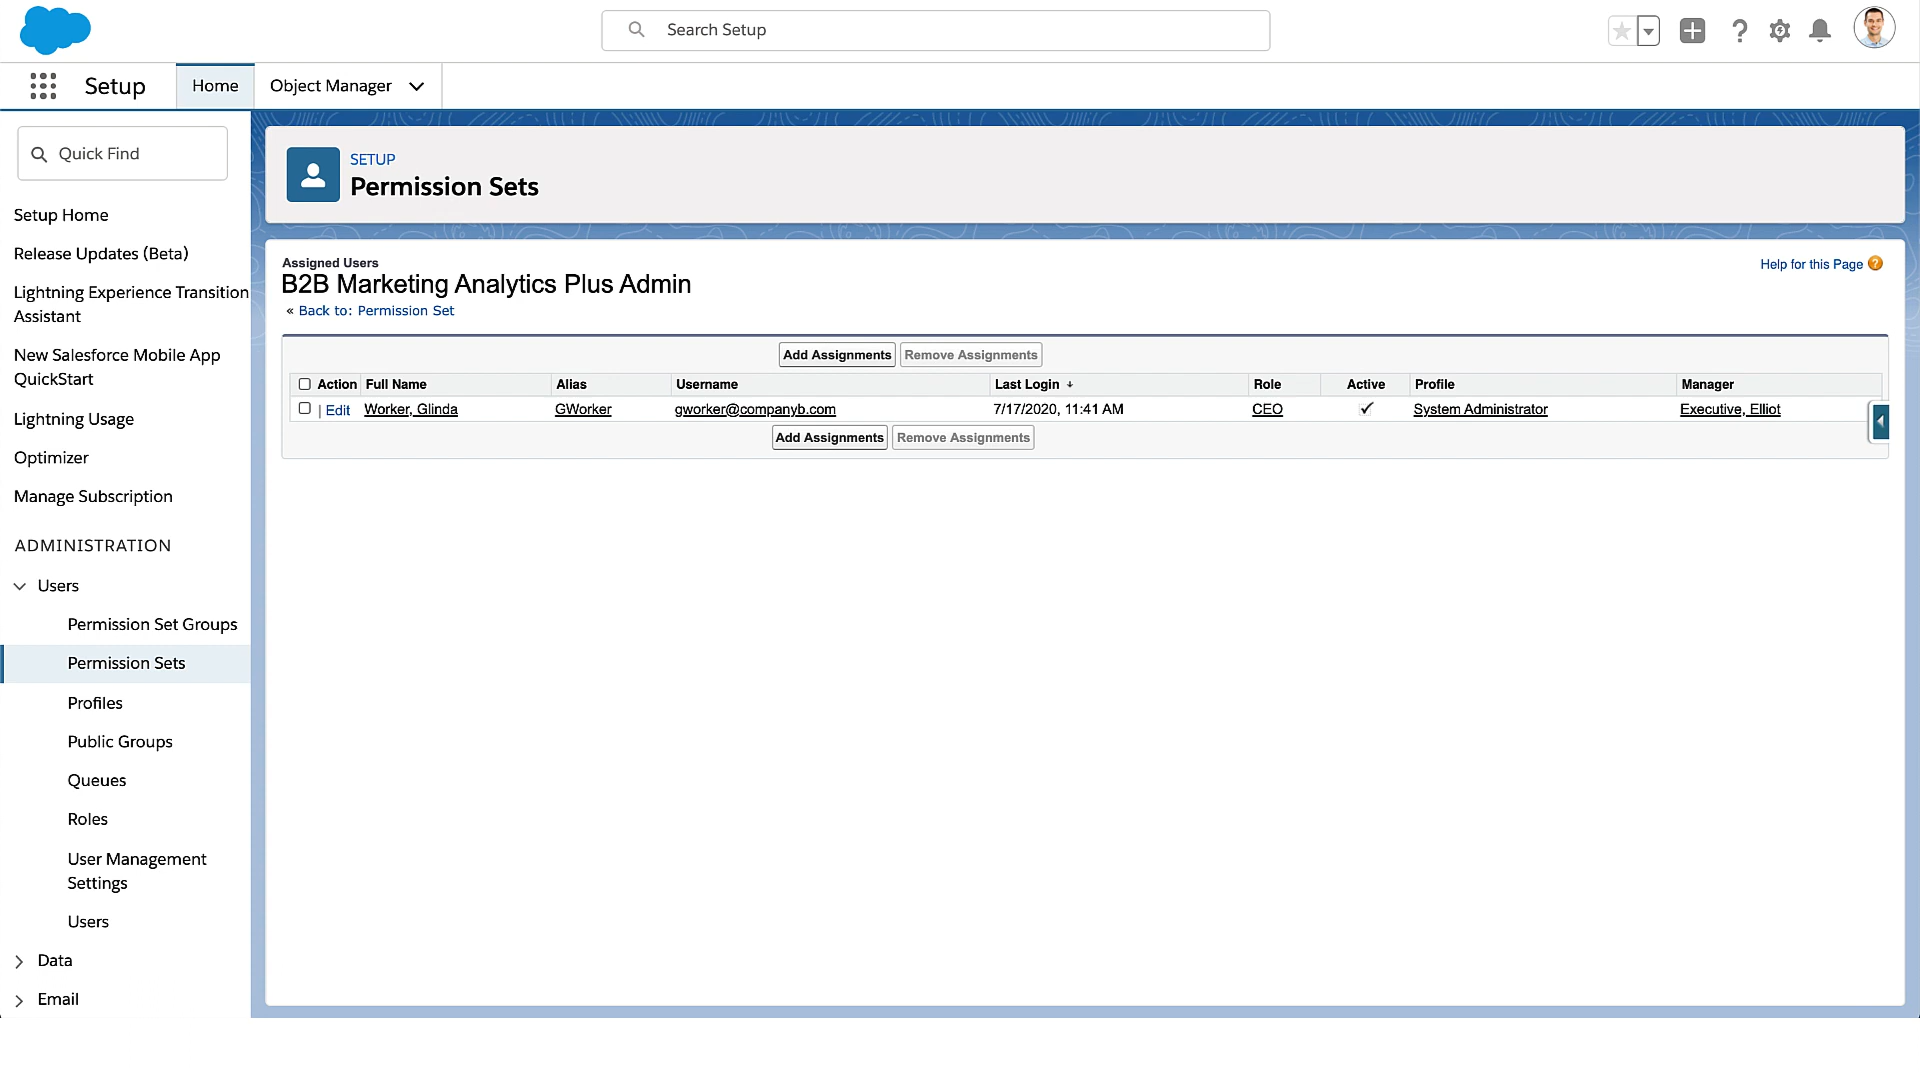 Search Setup
Setup
Home
Object Manager
Quick Find
Setup Home
Release Updates (Beta)
Lightning Experience Transition
Assistant
New Salesforce Mobile App
QuickStart
Lightning Usage
Optimizer
Manage Subscription
ADMINISTRATION
Users
Permission Set Groups
Permission Sets
Profiles
Public Groups
Queues
Roles
User Management
Settings
Users
Data
Email
SETUP
Permission Sets
Assigned Users
B2B Marketing Analytics Plus Admin
Help for this Page ?
« Back to: Permission Set
Add Assignments Remove Assignments
Action Full Name Alias Username Last Login ↓ Role Active Profile Manager
| Edit Worker, Glinda GWorker gworker@companyb.com 7/17/2020, 11:41 AM CEO ✓ System Administrator Executive, Elliot
Add Assignments Remove Assignments